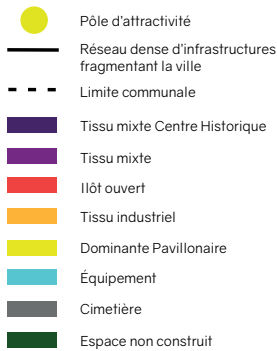 Pôle d’attractivité
Réseau dense d’infrastructures
fragmentant la ville
Limite communale
Tissu mixte Centre Historique
Tissu mixte
Ilôt ouvert
Tissu industriel
Dominante Pavillonaire
Équipement
Cimetière
Espace non construit